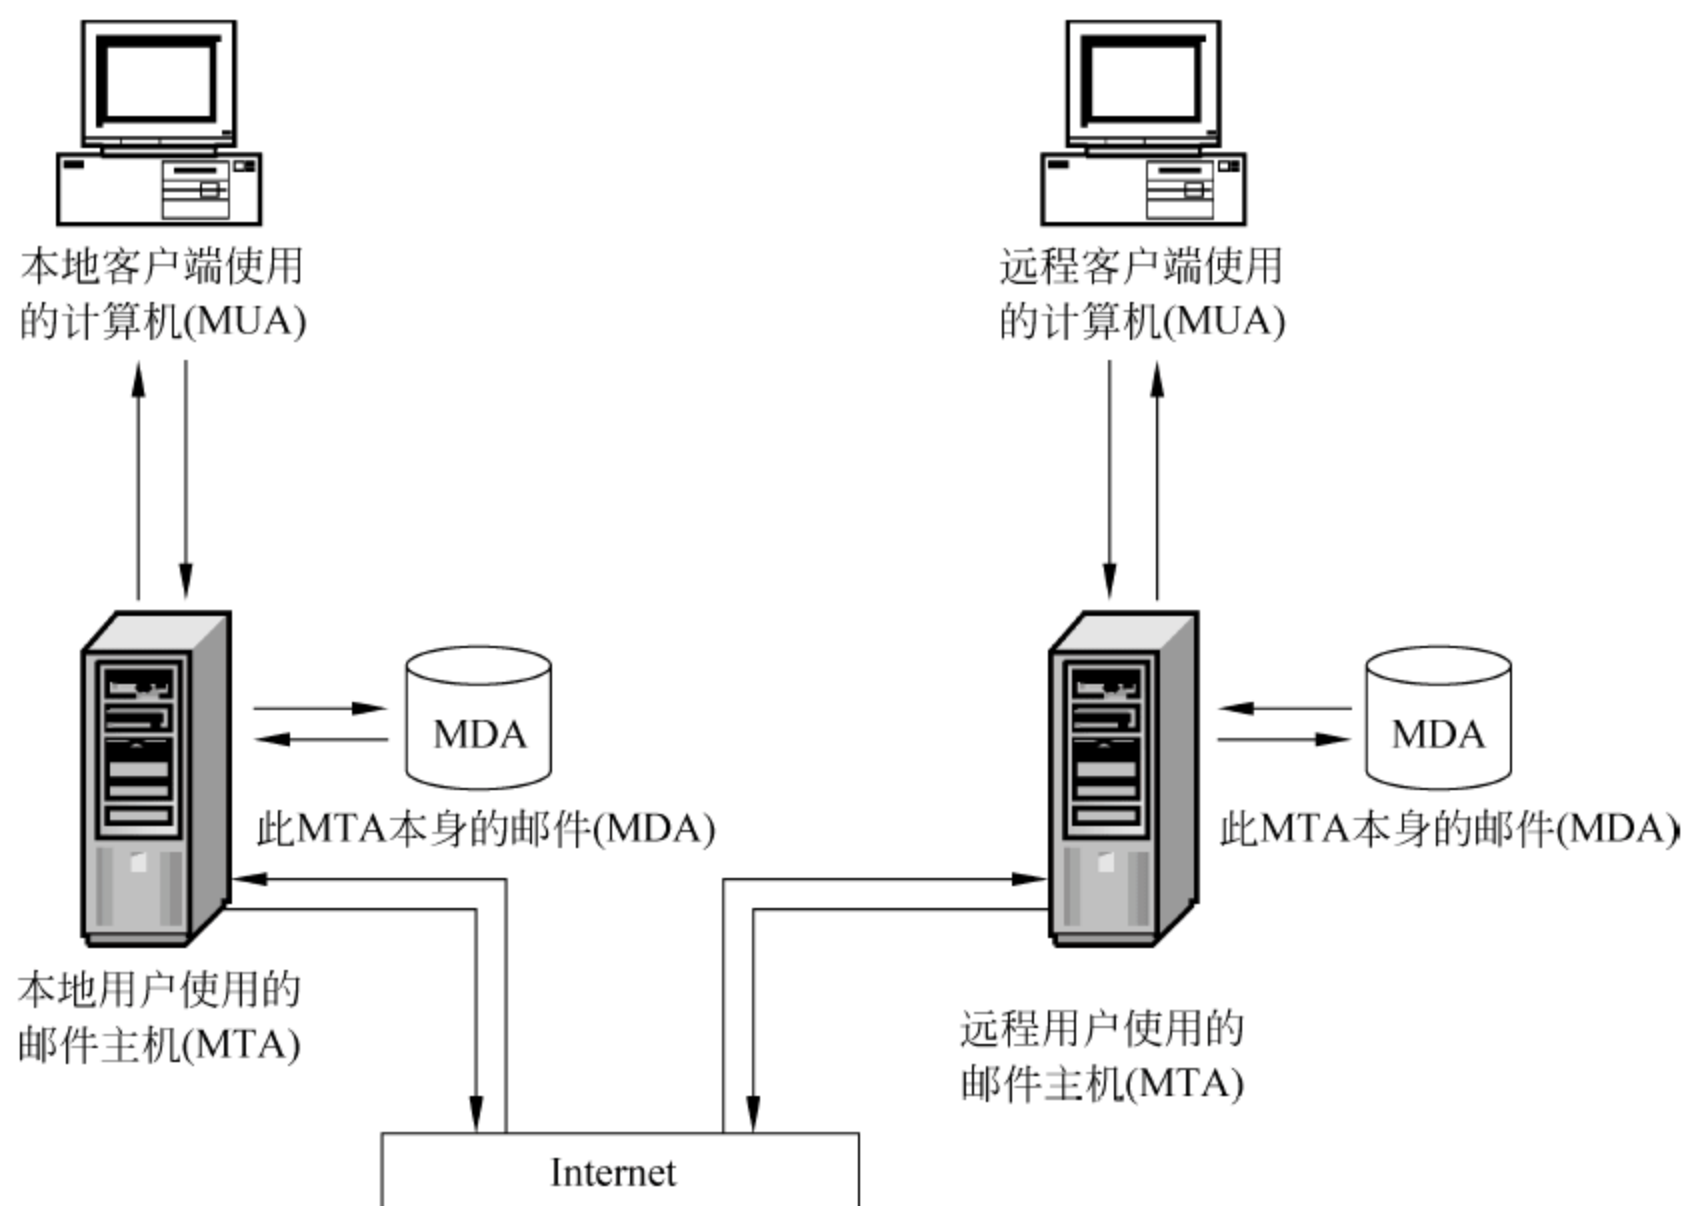 本地客户端使用
的计算机(MUA)
远程客户端使用
的计算机(MUA)
MDA
此MTA本身的邮件(MDA)
MDA
此MTA本身的邮件(MDA)
本地用户使用的
邮件主机(MTA)
远程用户使用的
邮件主机(MTA)
Internet